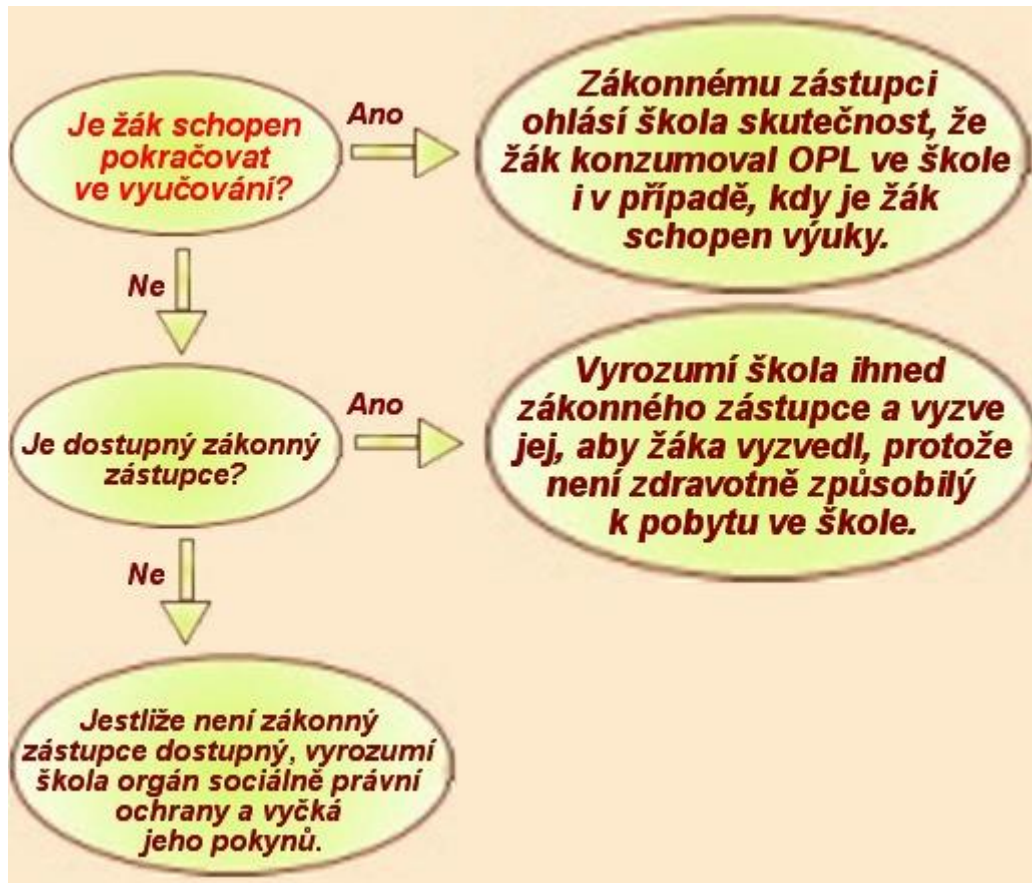 Je žák schopen
pokračovat
ve vyučování?
Ano
Zákonnému zástupci
ohlásí škola skutečnost, že
žák konzumoval OPL ve škole
i v případě, kdy je žák
schopen výuky.
Ne
Je dostupný zákonný
zástupce?
Ano
Vyrozumí škola ihned
zákonného zástupce a vyzve
jej, aby žáka vyzvedl, protože
není zdravotně způsobilý
k pobytu ve škole.
Ne
Jestliže není zákonný
zástupce dostupný, vyrozumí
škola orgán sociálně právní
ochrany a vyčká
jeho pokynů.